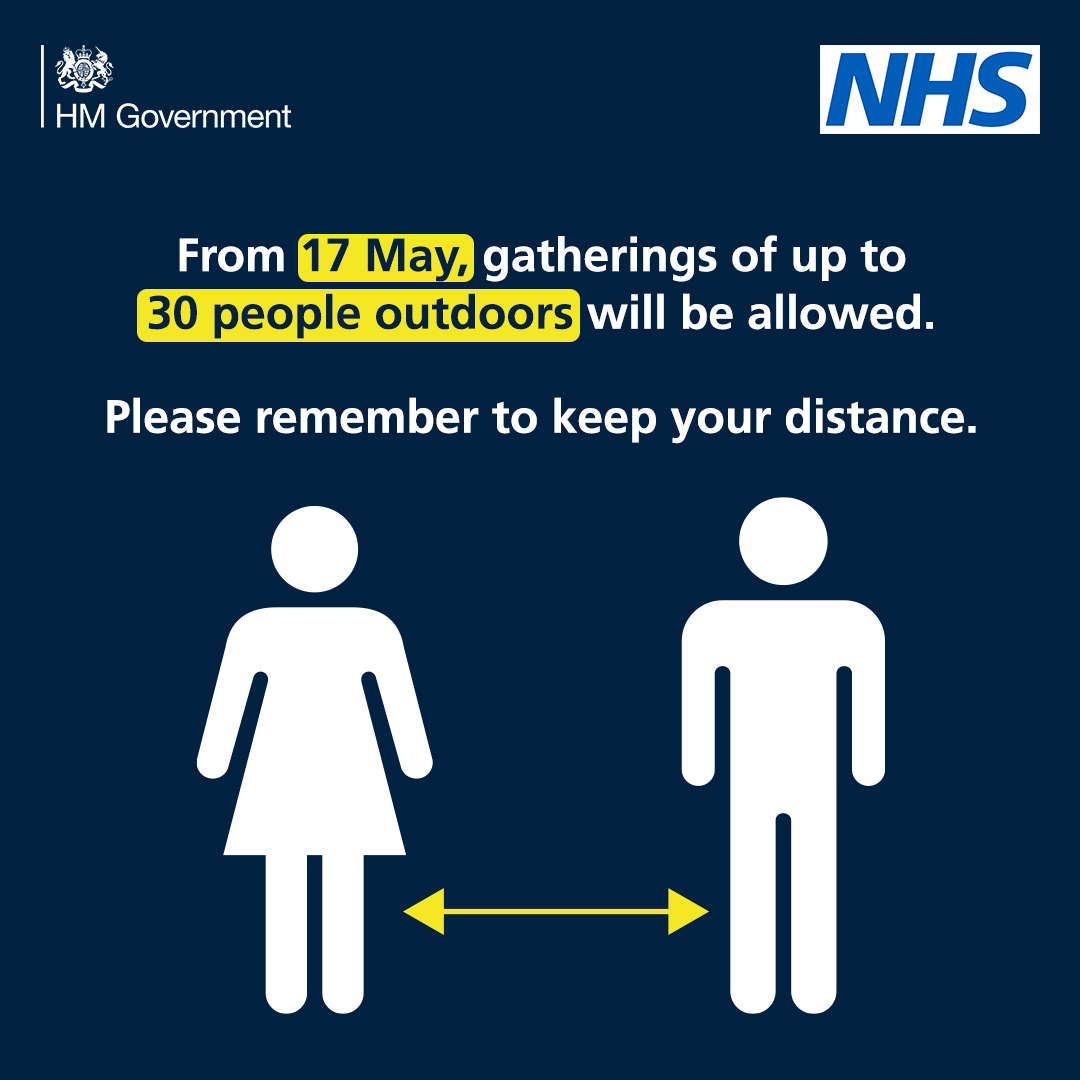 HM Government
NHS
From 17 May, gatherings of up to
30 people outdoors will be allowed.
Please remember to keep your distance.